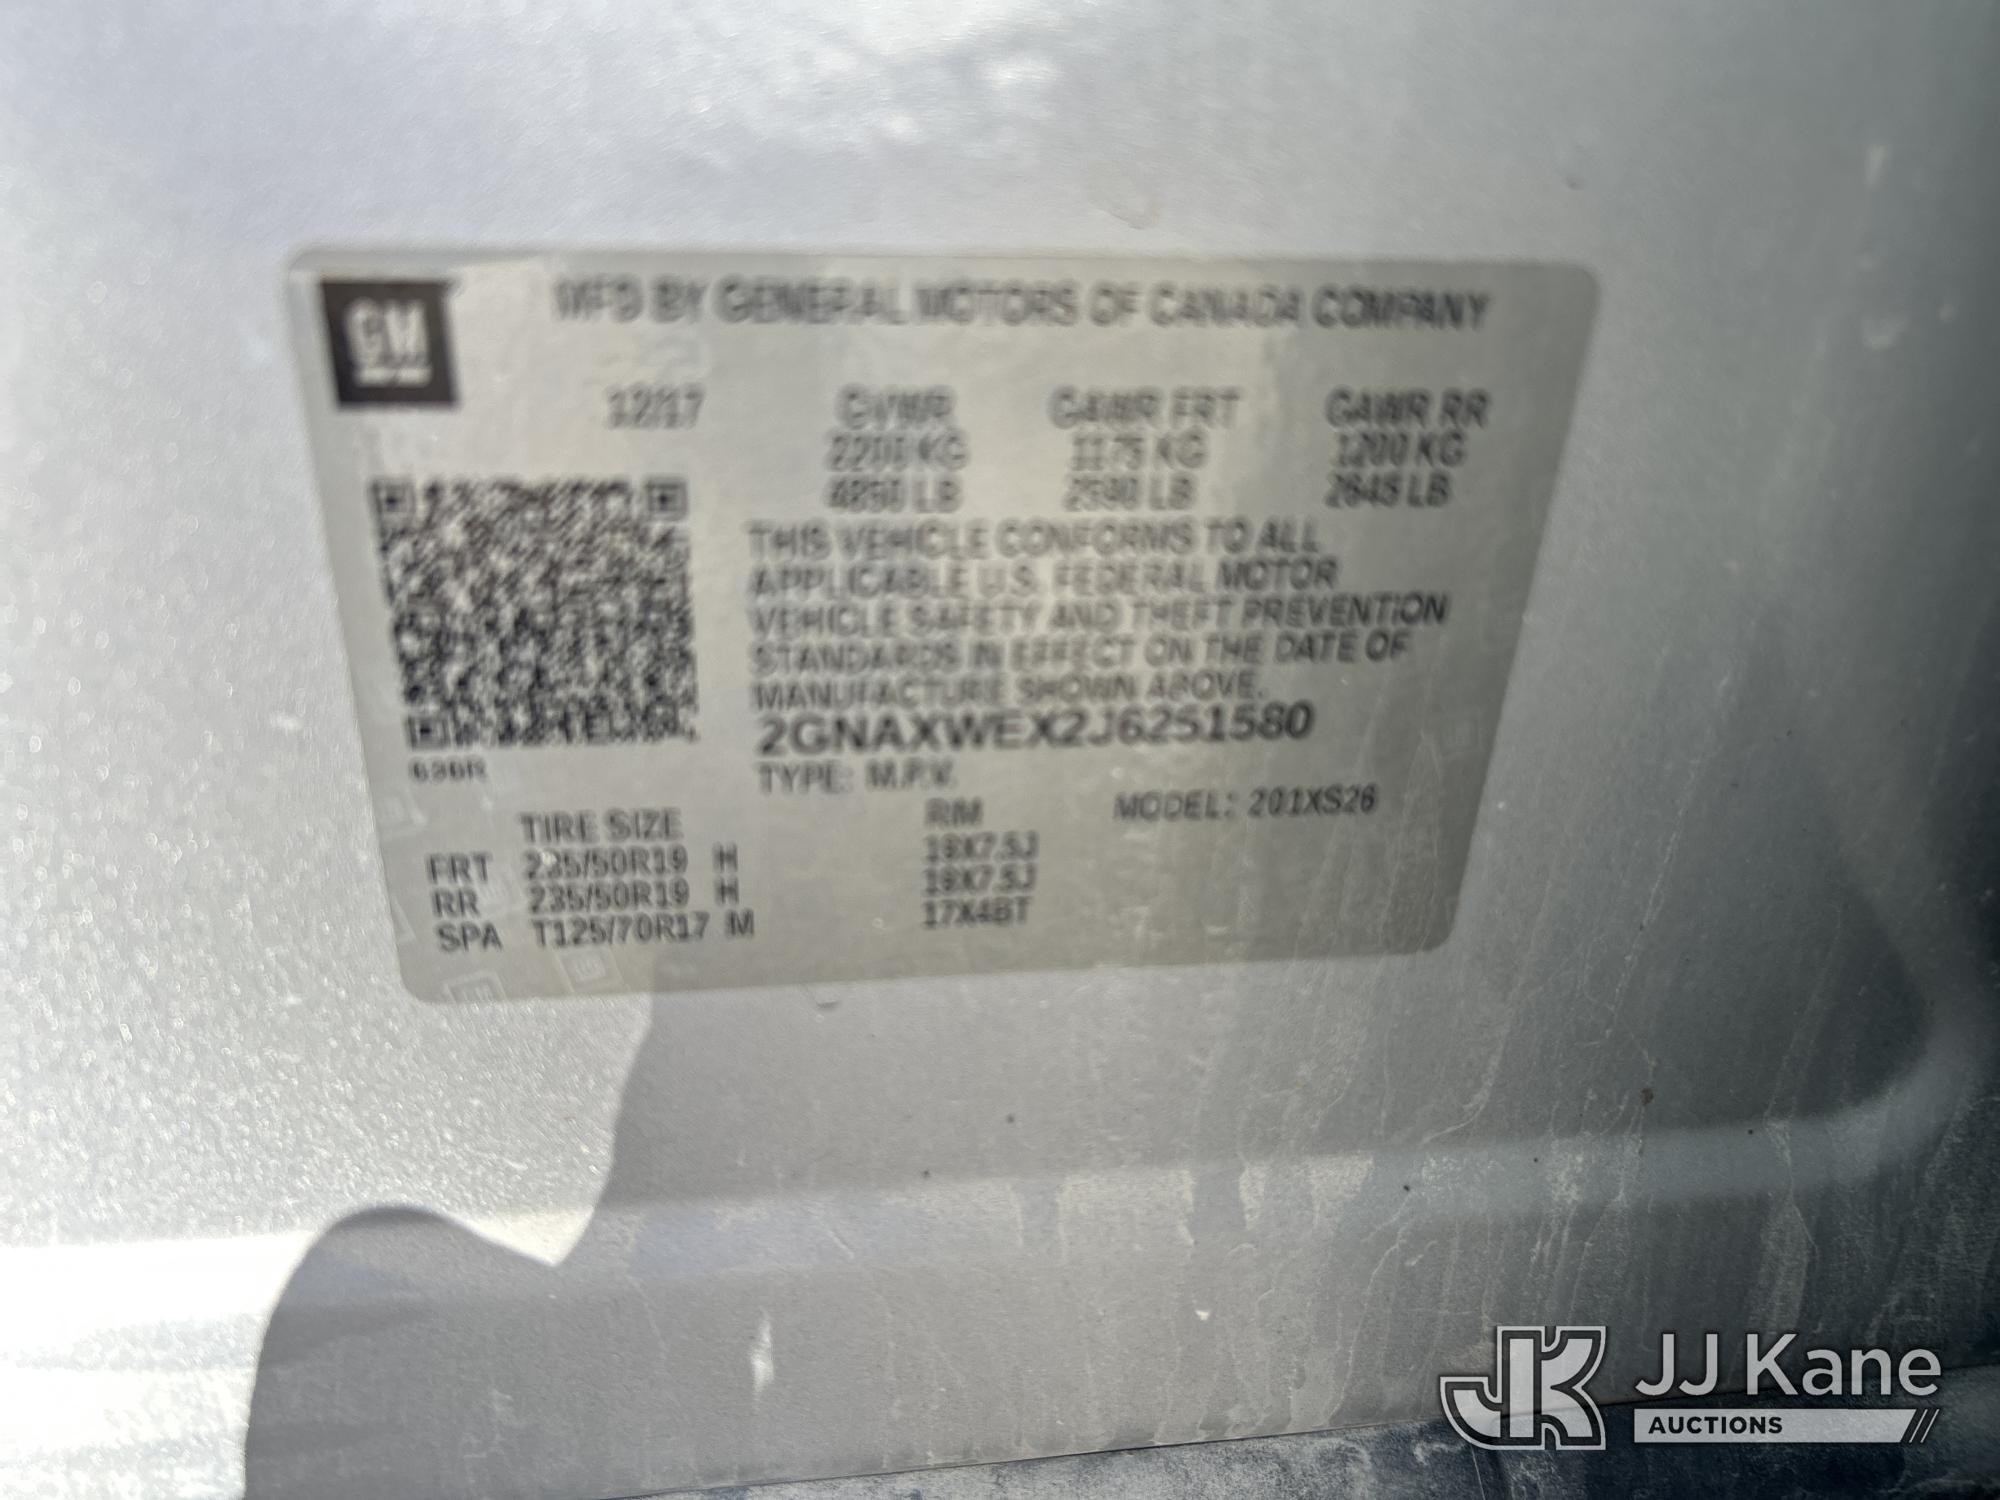 GM
MFD BY GENERAL MOTORS OF CANADA COMPANY
12/17 GVWR GAWR FRT GAWR RR
2200 KG 1175 KG 1200 KG
4850 LB 2590 LB 2645 LB
THIS VEHICLE CONFORMS TO ALL
APPLICABLE U.S. FEDERAL MOTOR
VEHICLE SAFETY AND THEFT PREVENTION
STANDARDS IN EFFECT ON THE DATE OF
MANUFACTURE SHOWN ABOVE.
2GNAXWEX2J6251580
TYPE: M.P.V.
MODEL: 201XS26
TIRE SIZE RIM
FRT 235/50R19 H 19X7.5J
RR 235/50R19 H 19X7.5J
SPA T125/70R17 M 17X4BT
JK JJ Kane
AUCTIONS